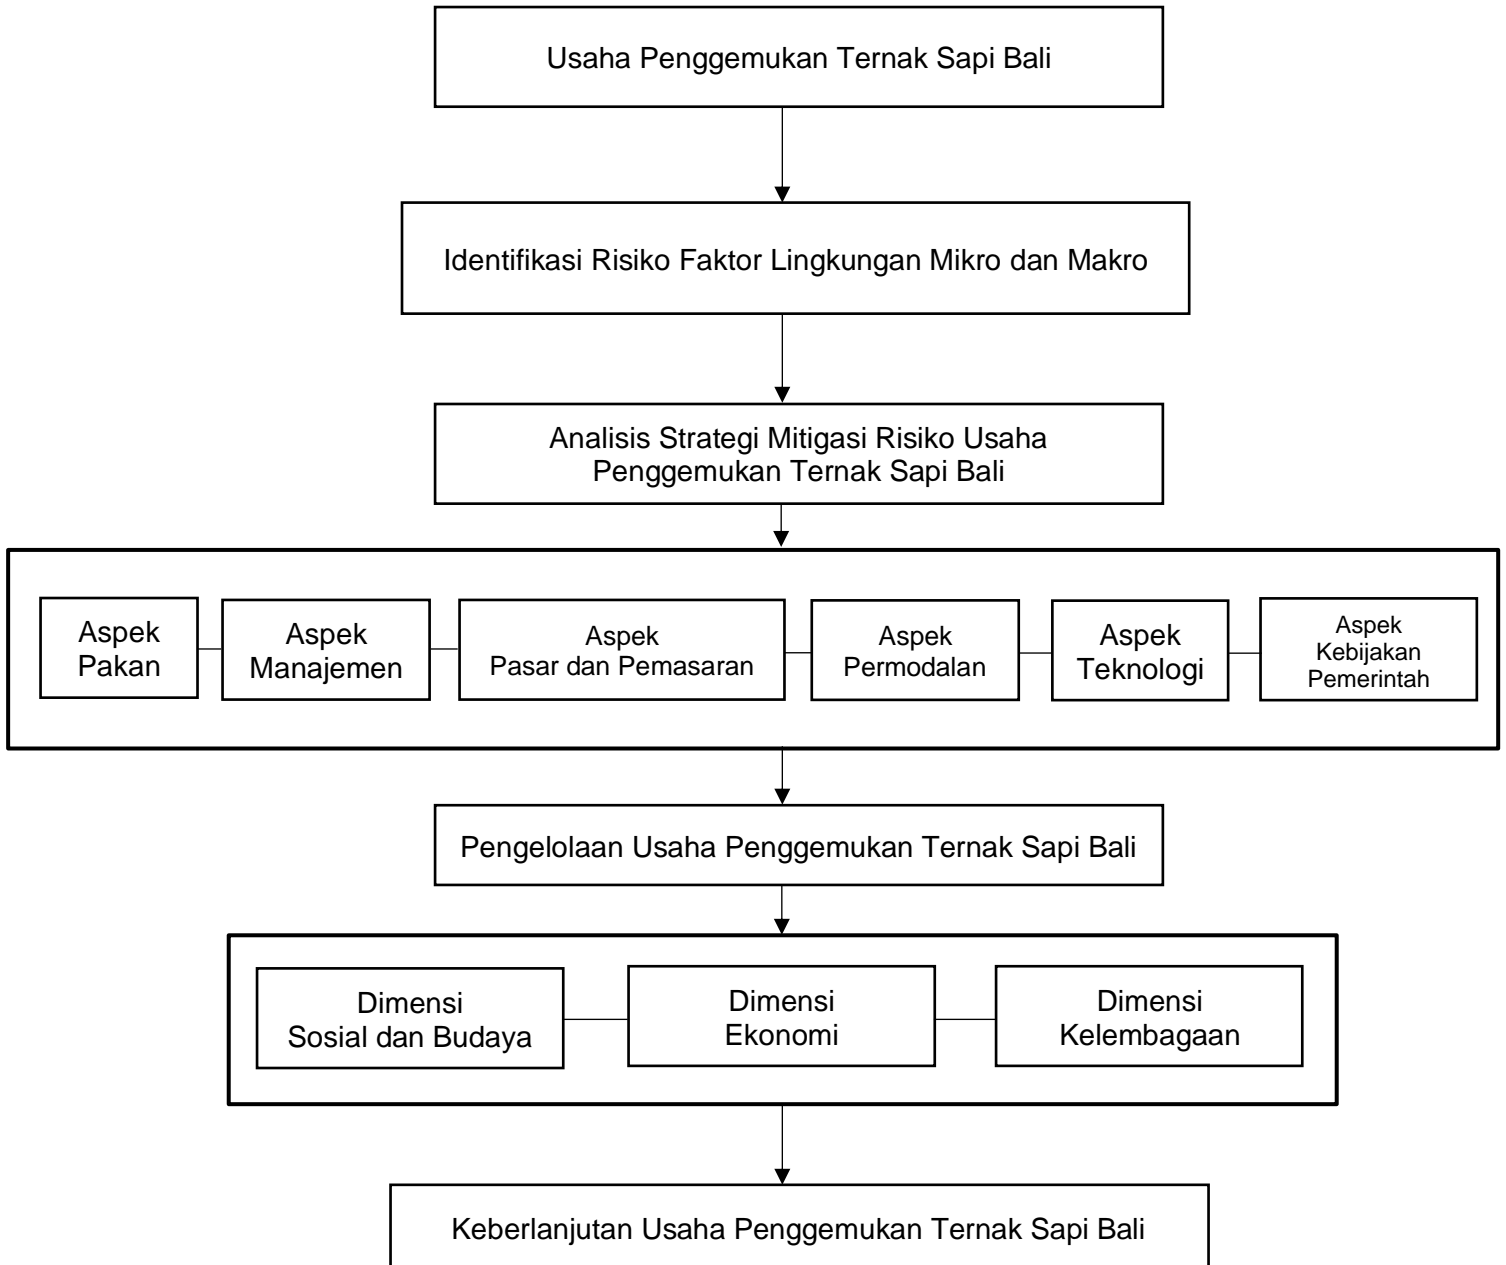 Usaha Penggemukan Ternak Sapi Bali
Identifikasi Risiko Faktor Lingkungan Mikro dan Makro
Analisis Strategi Mitigasi Risiko Usaha
Penggemukan Ternak Sapi Bali
Aspek
Pakan
Aspek
Manajemen
Aspek
Pasar dan Pemasaran
Aspek
Permodalan
Aspek
Teknologi
Aspek
Kebijakan
Pemerintah
Pengelolaan Usaha Penggemukan Ternak Sapi Bali
Dimensi
Sosial dan Budaya
Dimensi
Ekonomi
Dimensi
Kelembagaan
Keberlanjutan Usaha Penggemukan Ternak Sapi Bali